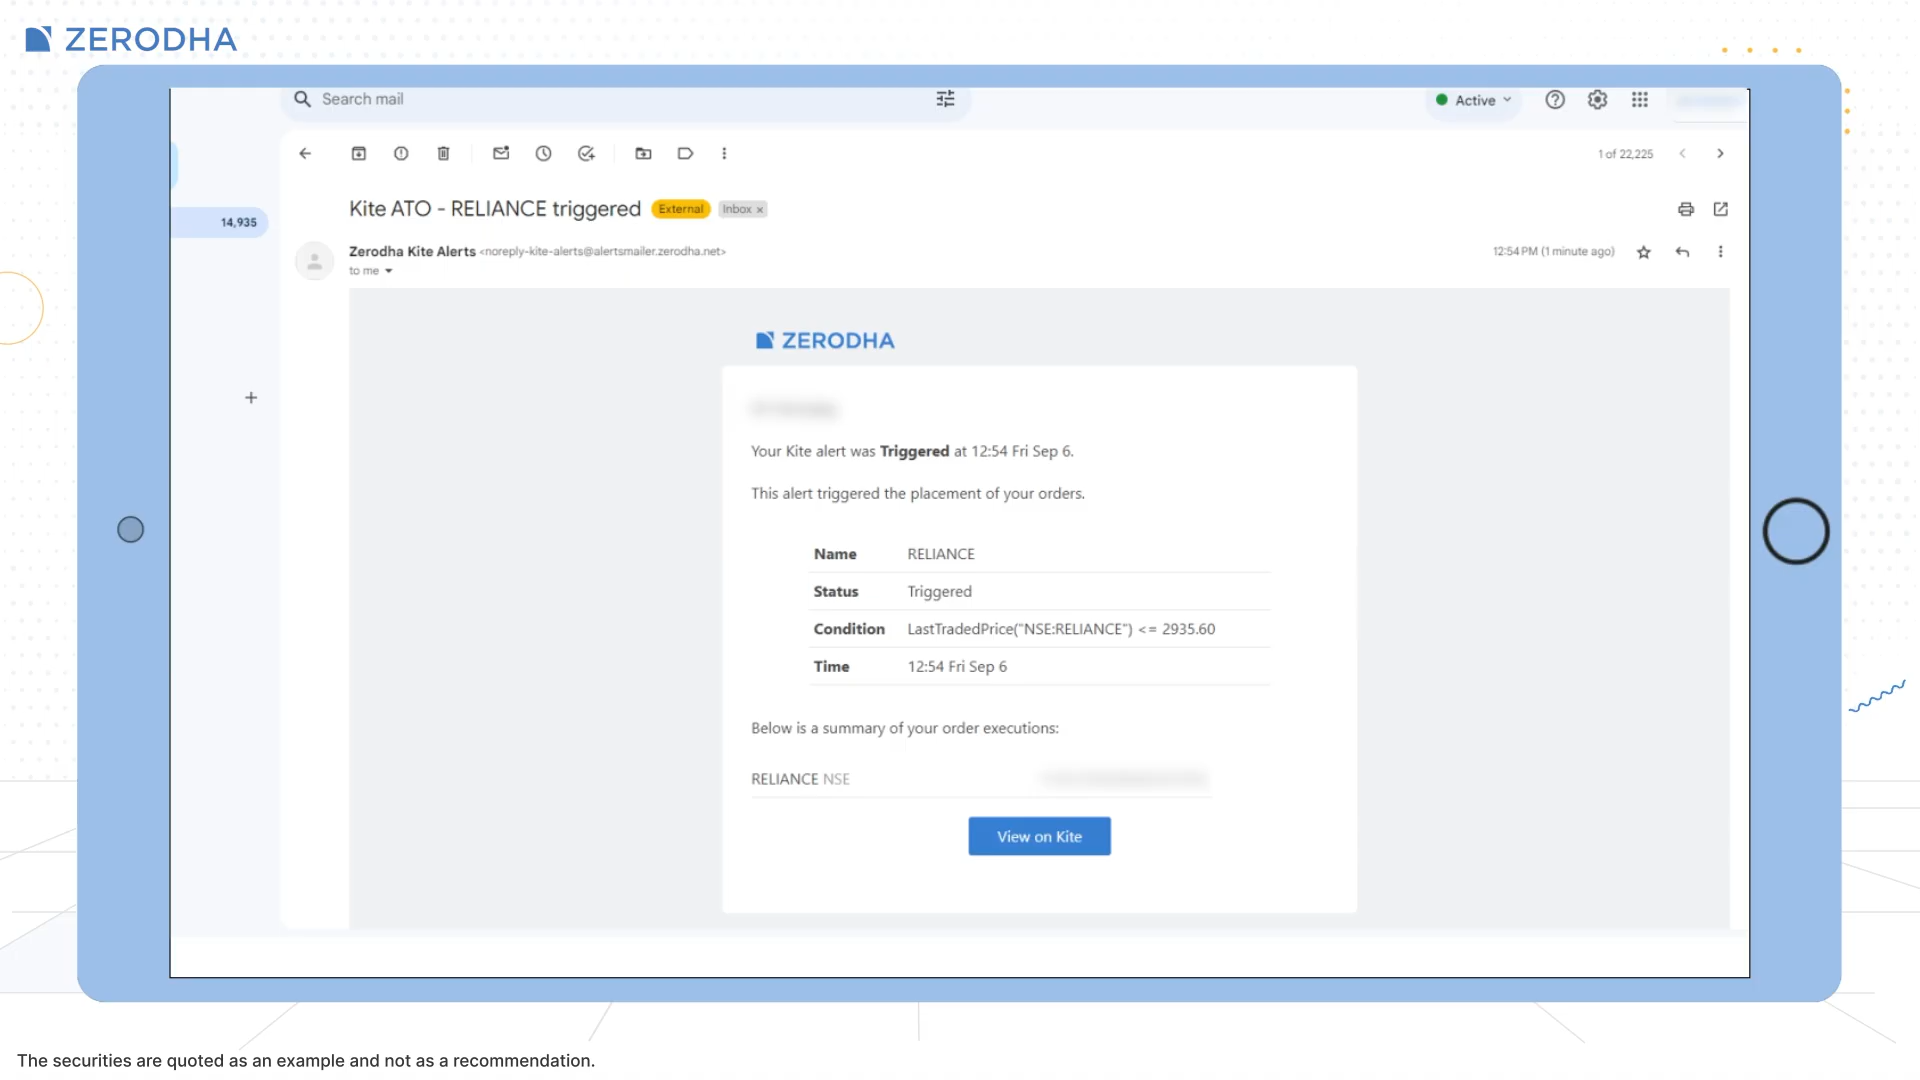 ZERODHA
Search mail
Active
1 of 22,225
Kite ATO - RELIANCE triggered External Inbox x
14,935
Zerodha Kite Alerts <noreply-kite-alerts@alertsmailer.zerodha.net>
12:54 PM (1 minute ago)
to me
ZERODHA
Your Kite alert was Triggered at 12:54 Fri Sep 6.
This alert triggered the placement of your orders.
Name RELIANCE
Status Triggered
Condition LastTradedPrice("NSE:RELIANCE") <= 2935.60
Time 12:54 Fri Sep 6
Below is a summary of your order executions:
RELIANCE NSE
View on Kite
The securities are quoted as an example and not as a recommendation.